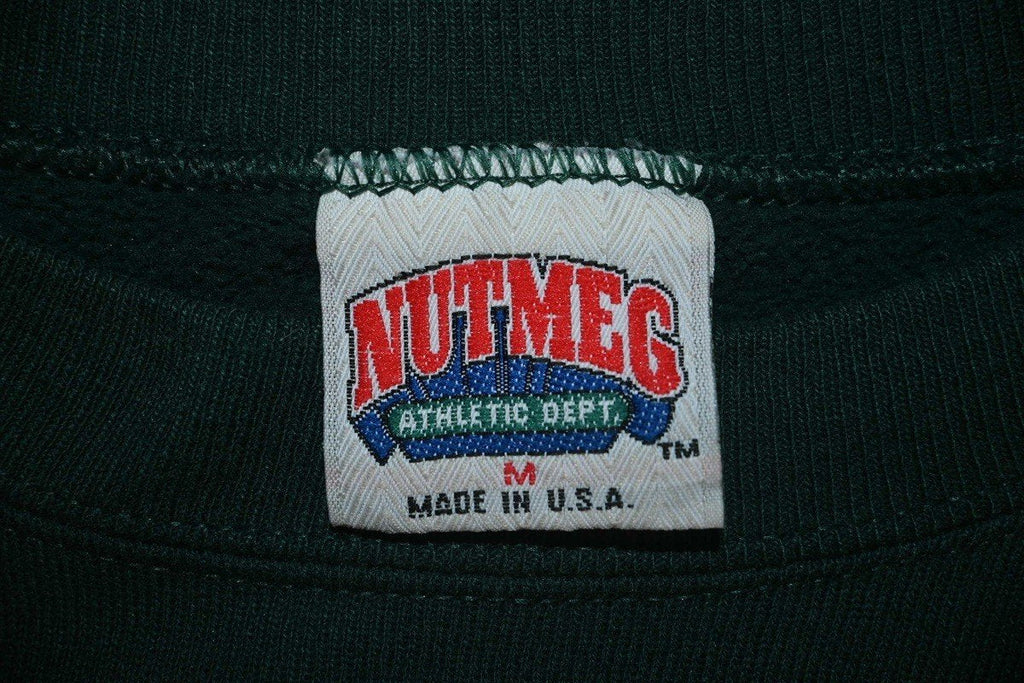 NUTMEG
ATHLETIC DEPT.
TM
M
MADE IN U.S.A.